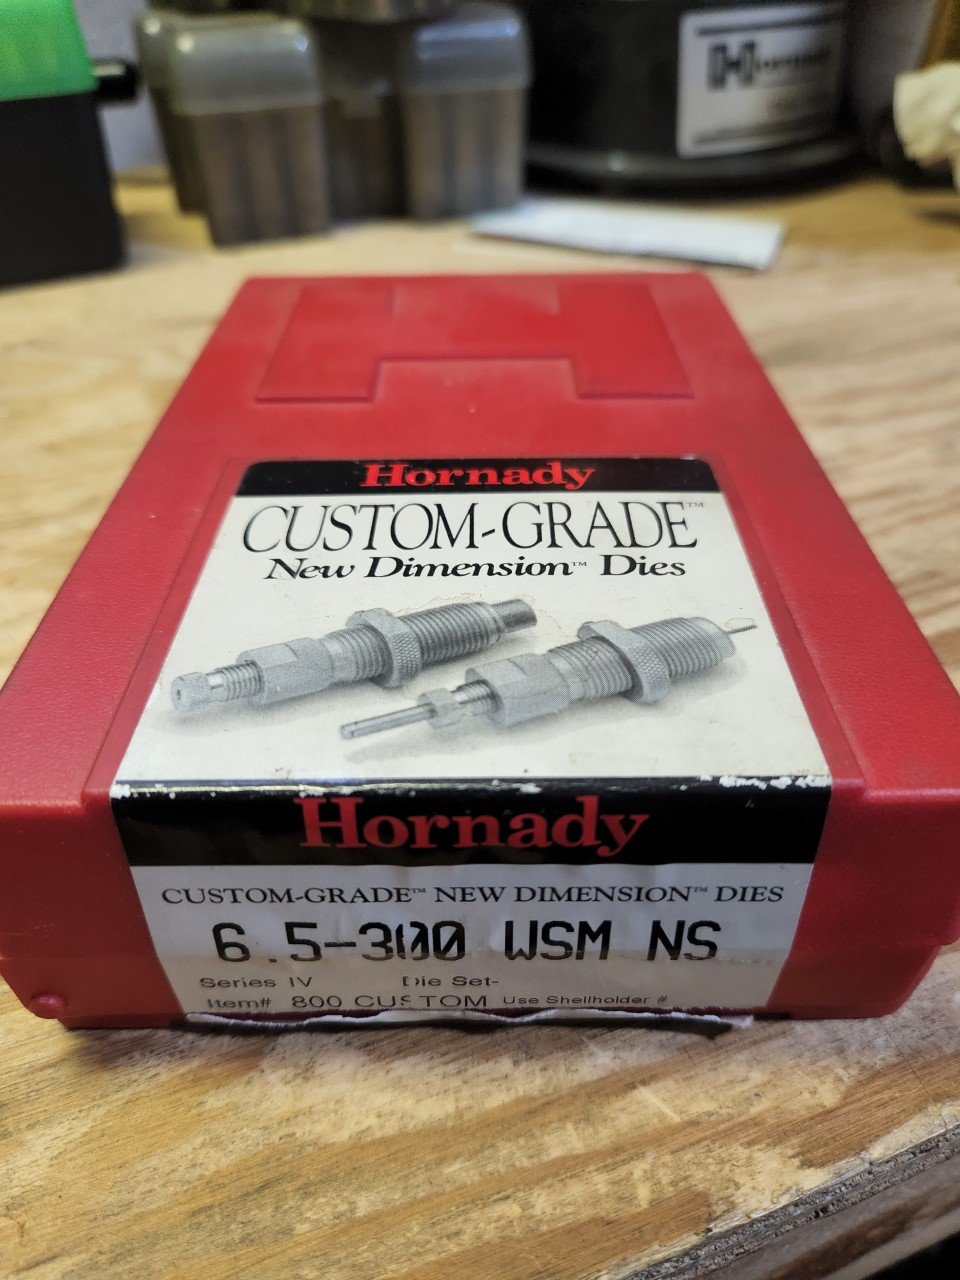 Hornady
CUSTOM-GRADE™
New Dimension™ Dies
Hornady
CUSTOM-GRADE™ NEW DIMENSION™ DIES
6.5-300 WSM NS
Series IV Die Set-
Item# 800 CUSTOM Use Shellholder #